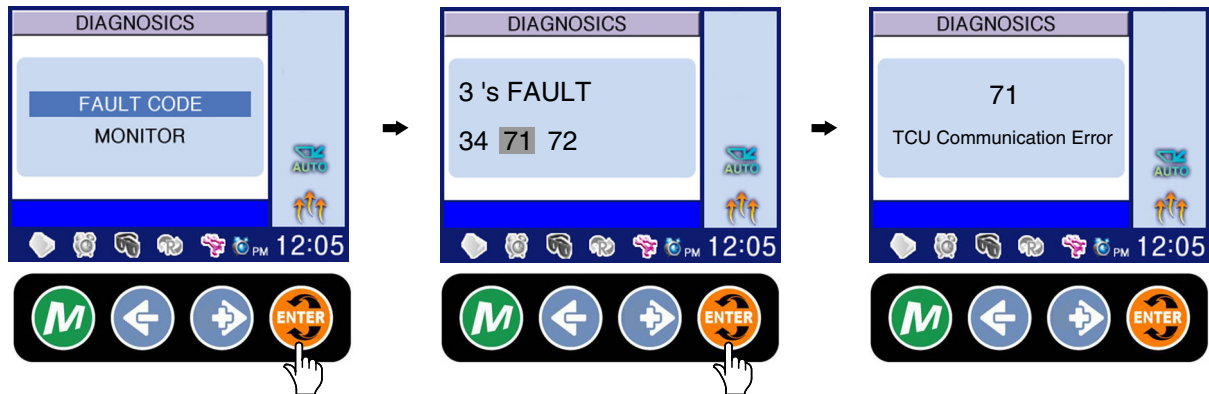 DIAGNOSICS
FAULT CODE
MONITOR
AUTO
PM 12:05
M
ENTER
DIAGNOSICS
3 's FAULT
34 71 72
AUTO
PM 12:05
M
ENTER
DIAGNOSICS
71
TCU Communication Error
AUTO
PM 12:05
M
ENTER